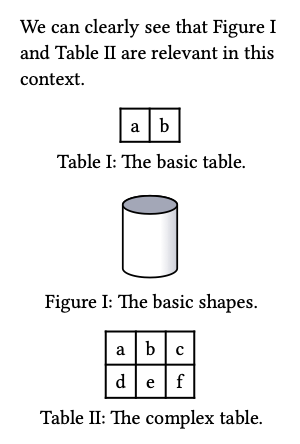 We can clearly see that Figure I
and Table II are relevant in this
context.
a b
Table I: The basic table.
Figure I: The basic shapes.
a b c
d e f
Table II: The complex table.